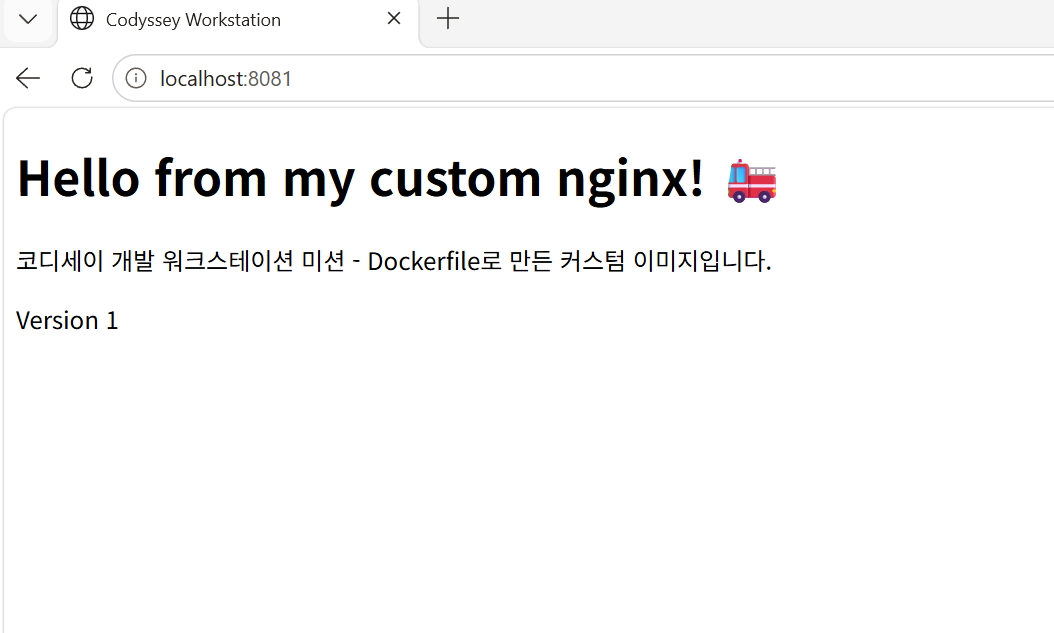 Codyssey Workstation
localhost:8081
Hello from my custom nginx! 🚒
코디세이 개발 워크스테이션 미션 - Dockerfile로 만든 커스텀 이미지입니다.
Version 1